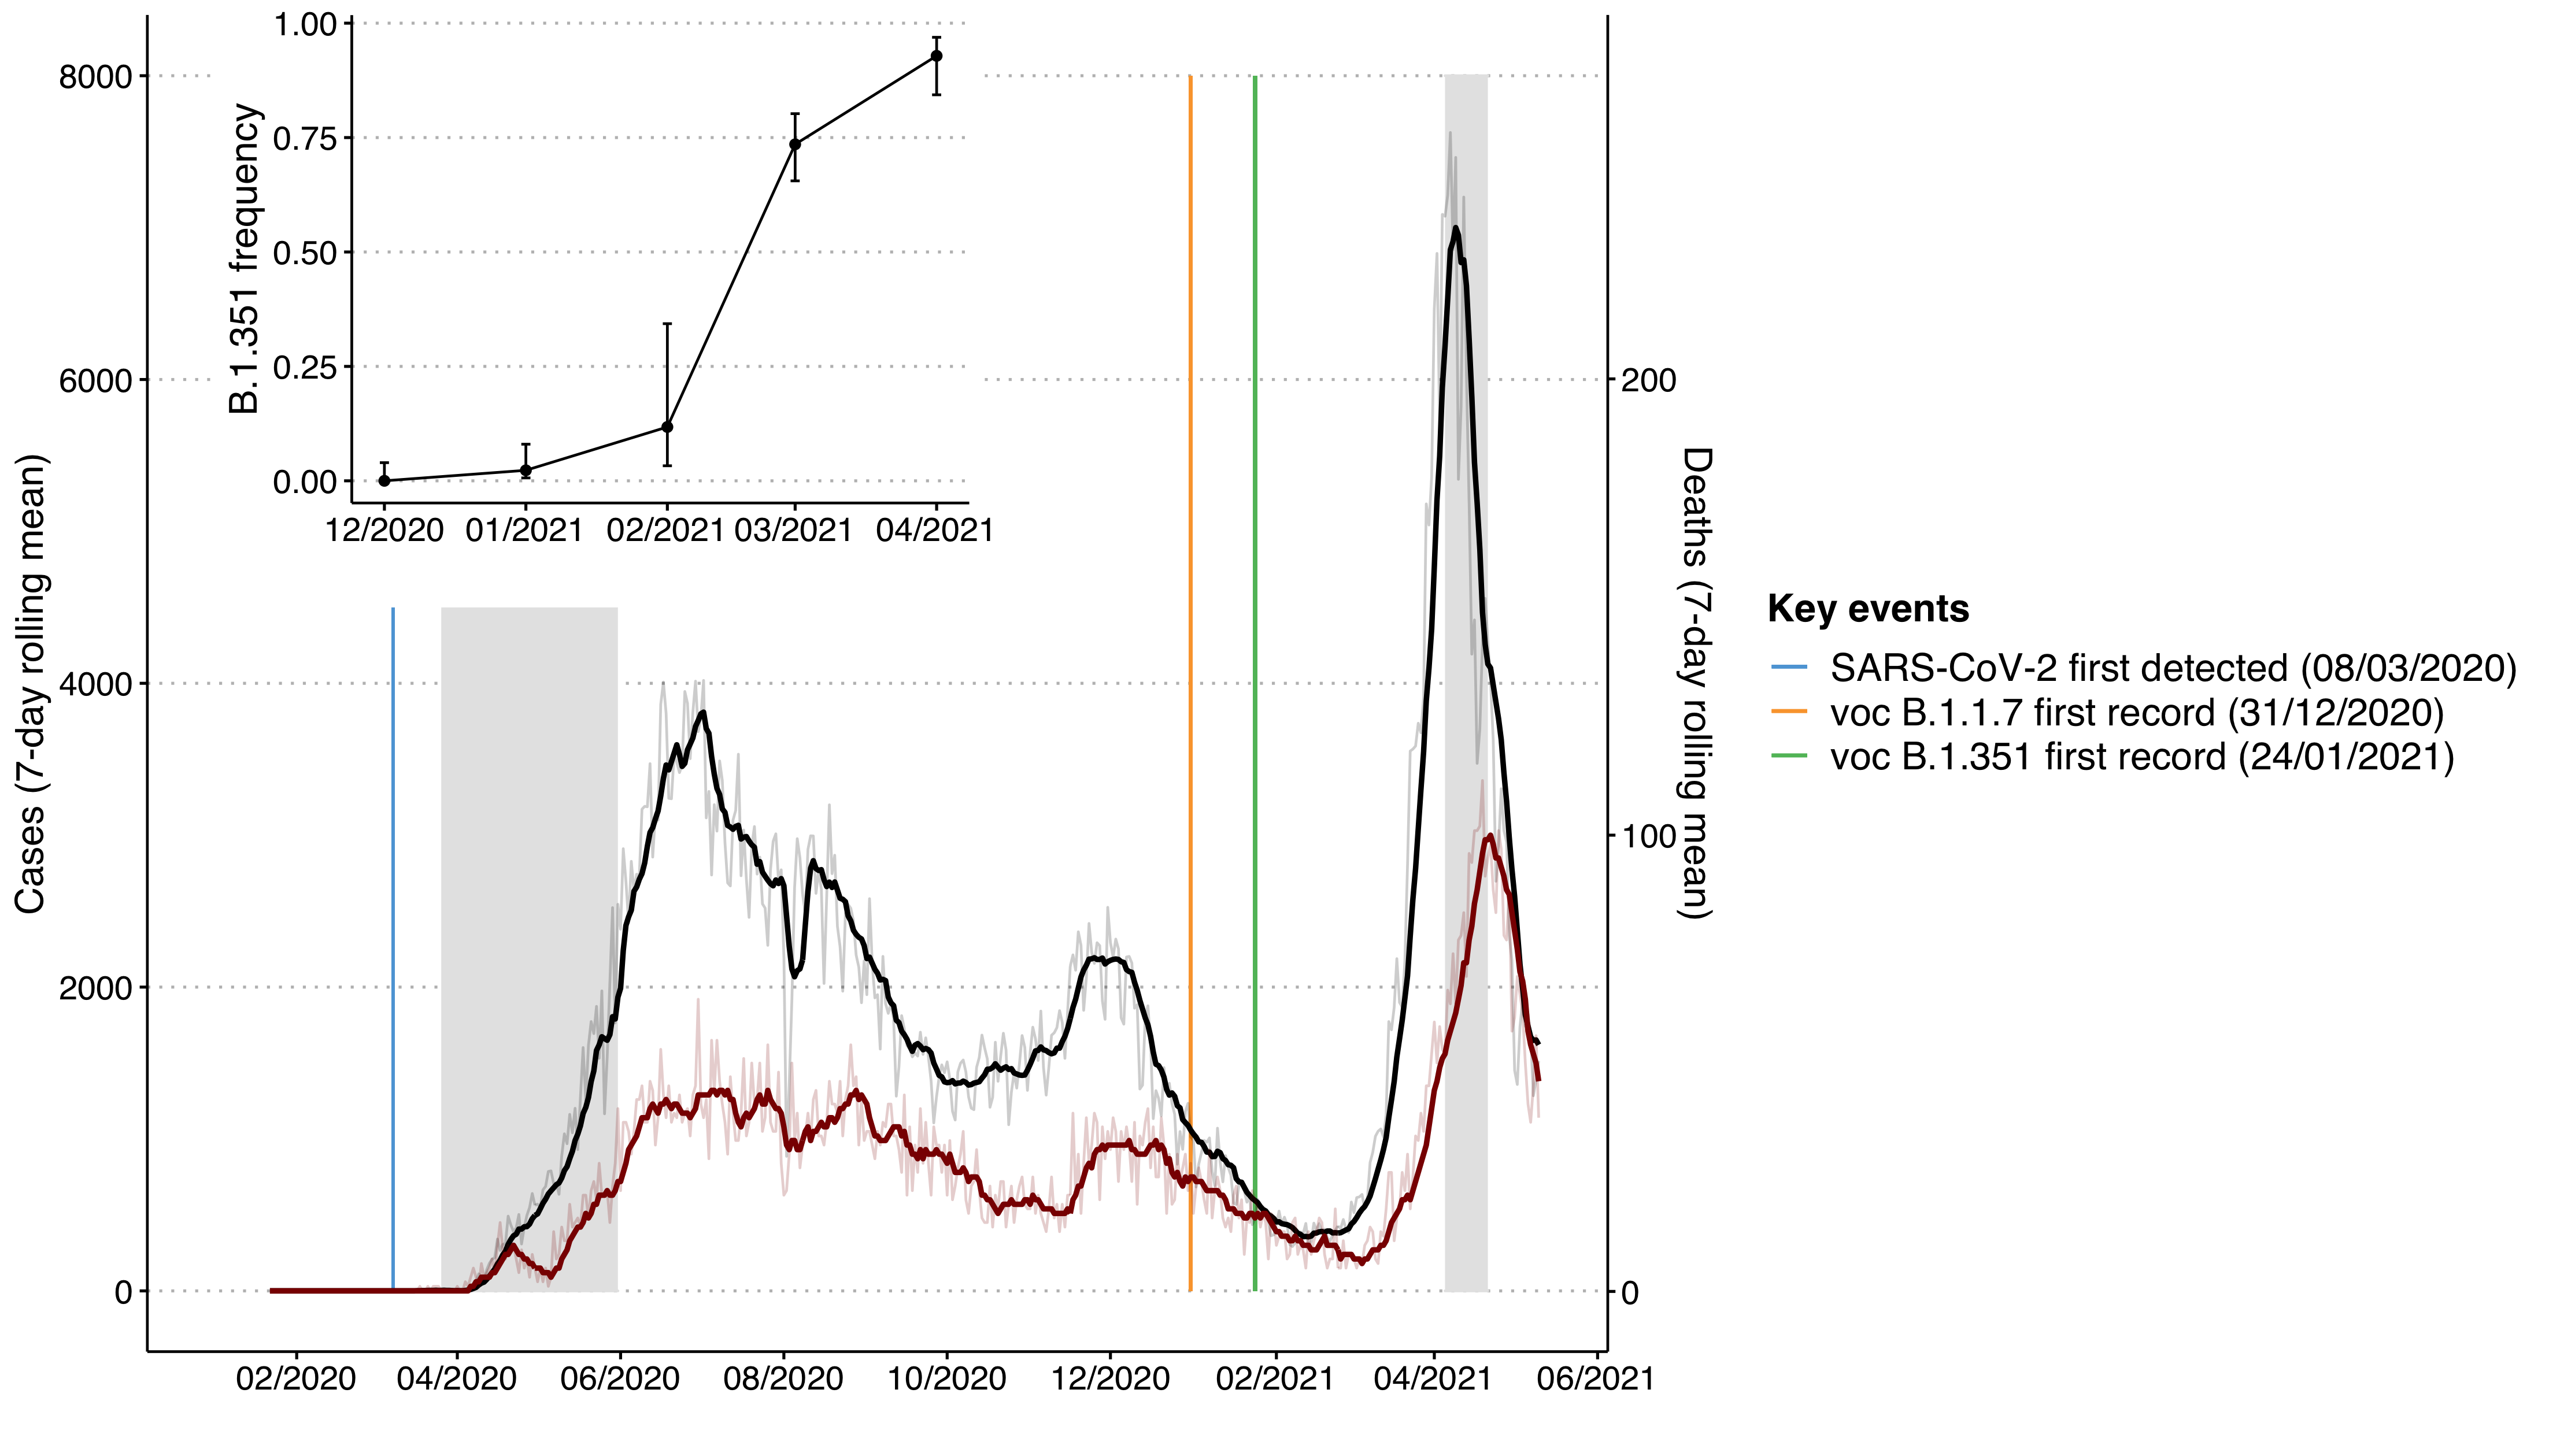 1.00
0.75
0.50
0.25
0.00
B.1.351 frequency
12/2020 01/2021 02/2021 03/2021 04/2021
8000
6000
4000
2000
0
Cases (7-day rolling mean)
200
100
0
Deaths (7-day rolling mean)
02/2020 04/2020 06/2020 08/2020 10/2020 12/2020 02/2021 04/2021 06/2021
Key events
SARS-CoV-2 first detected (08/03/2020)
voc B.1.1.7 first record (31/12/2020)
voc B.1.351 first record (24/01/2021)